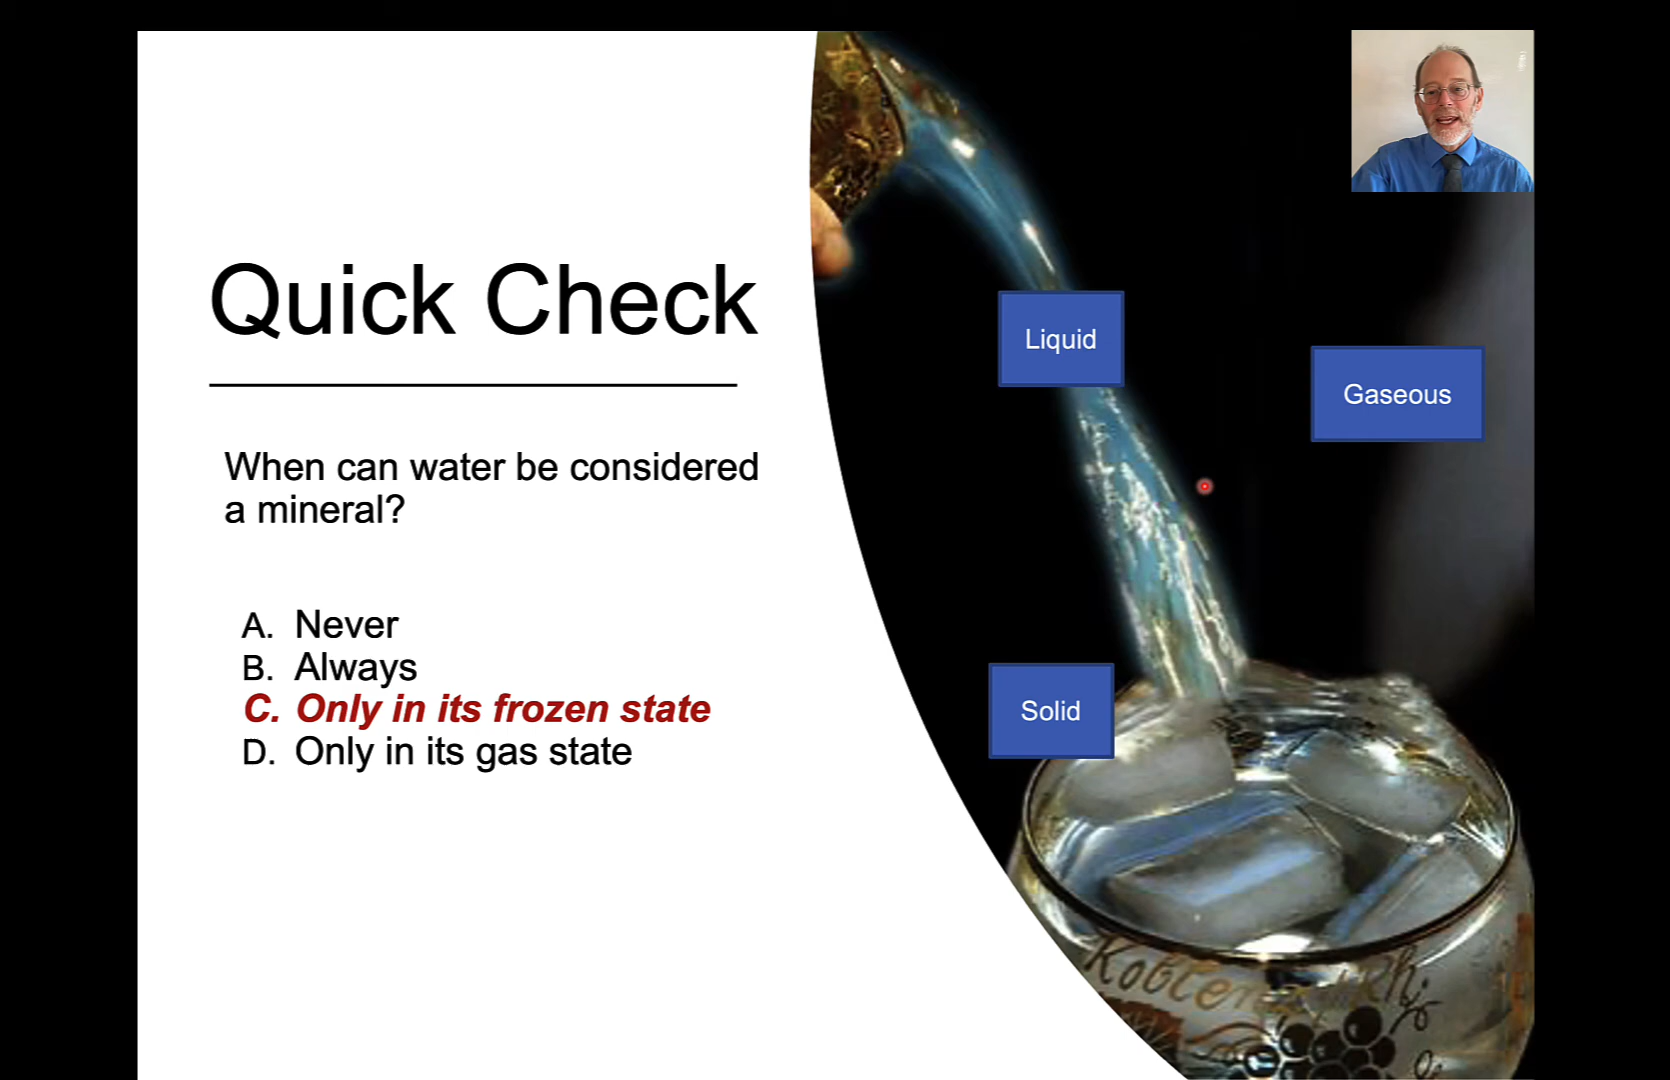 Quick Check
When can water be considered
a mineral?
A. Never
B. Always
C. Only in its frozen state
D. Only in its gas state
Liquid
Gaseous
Solid